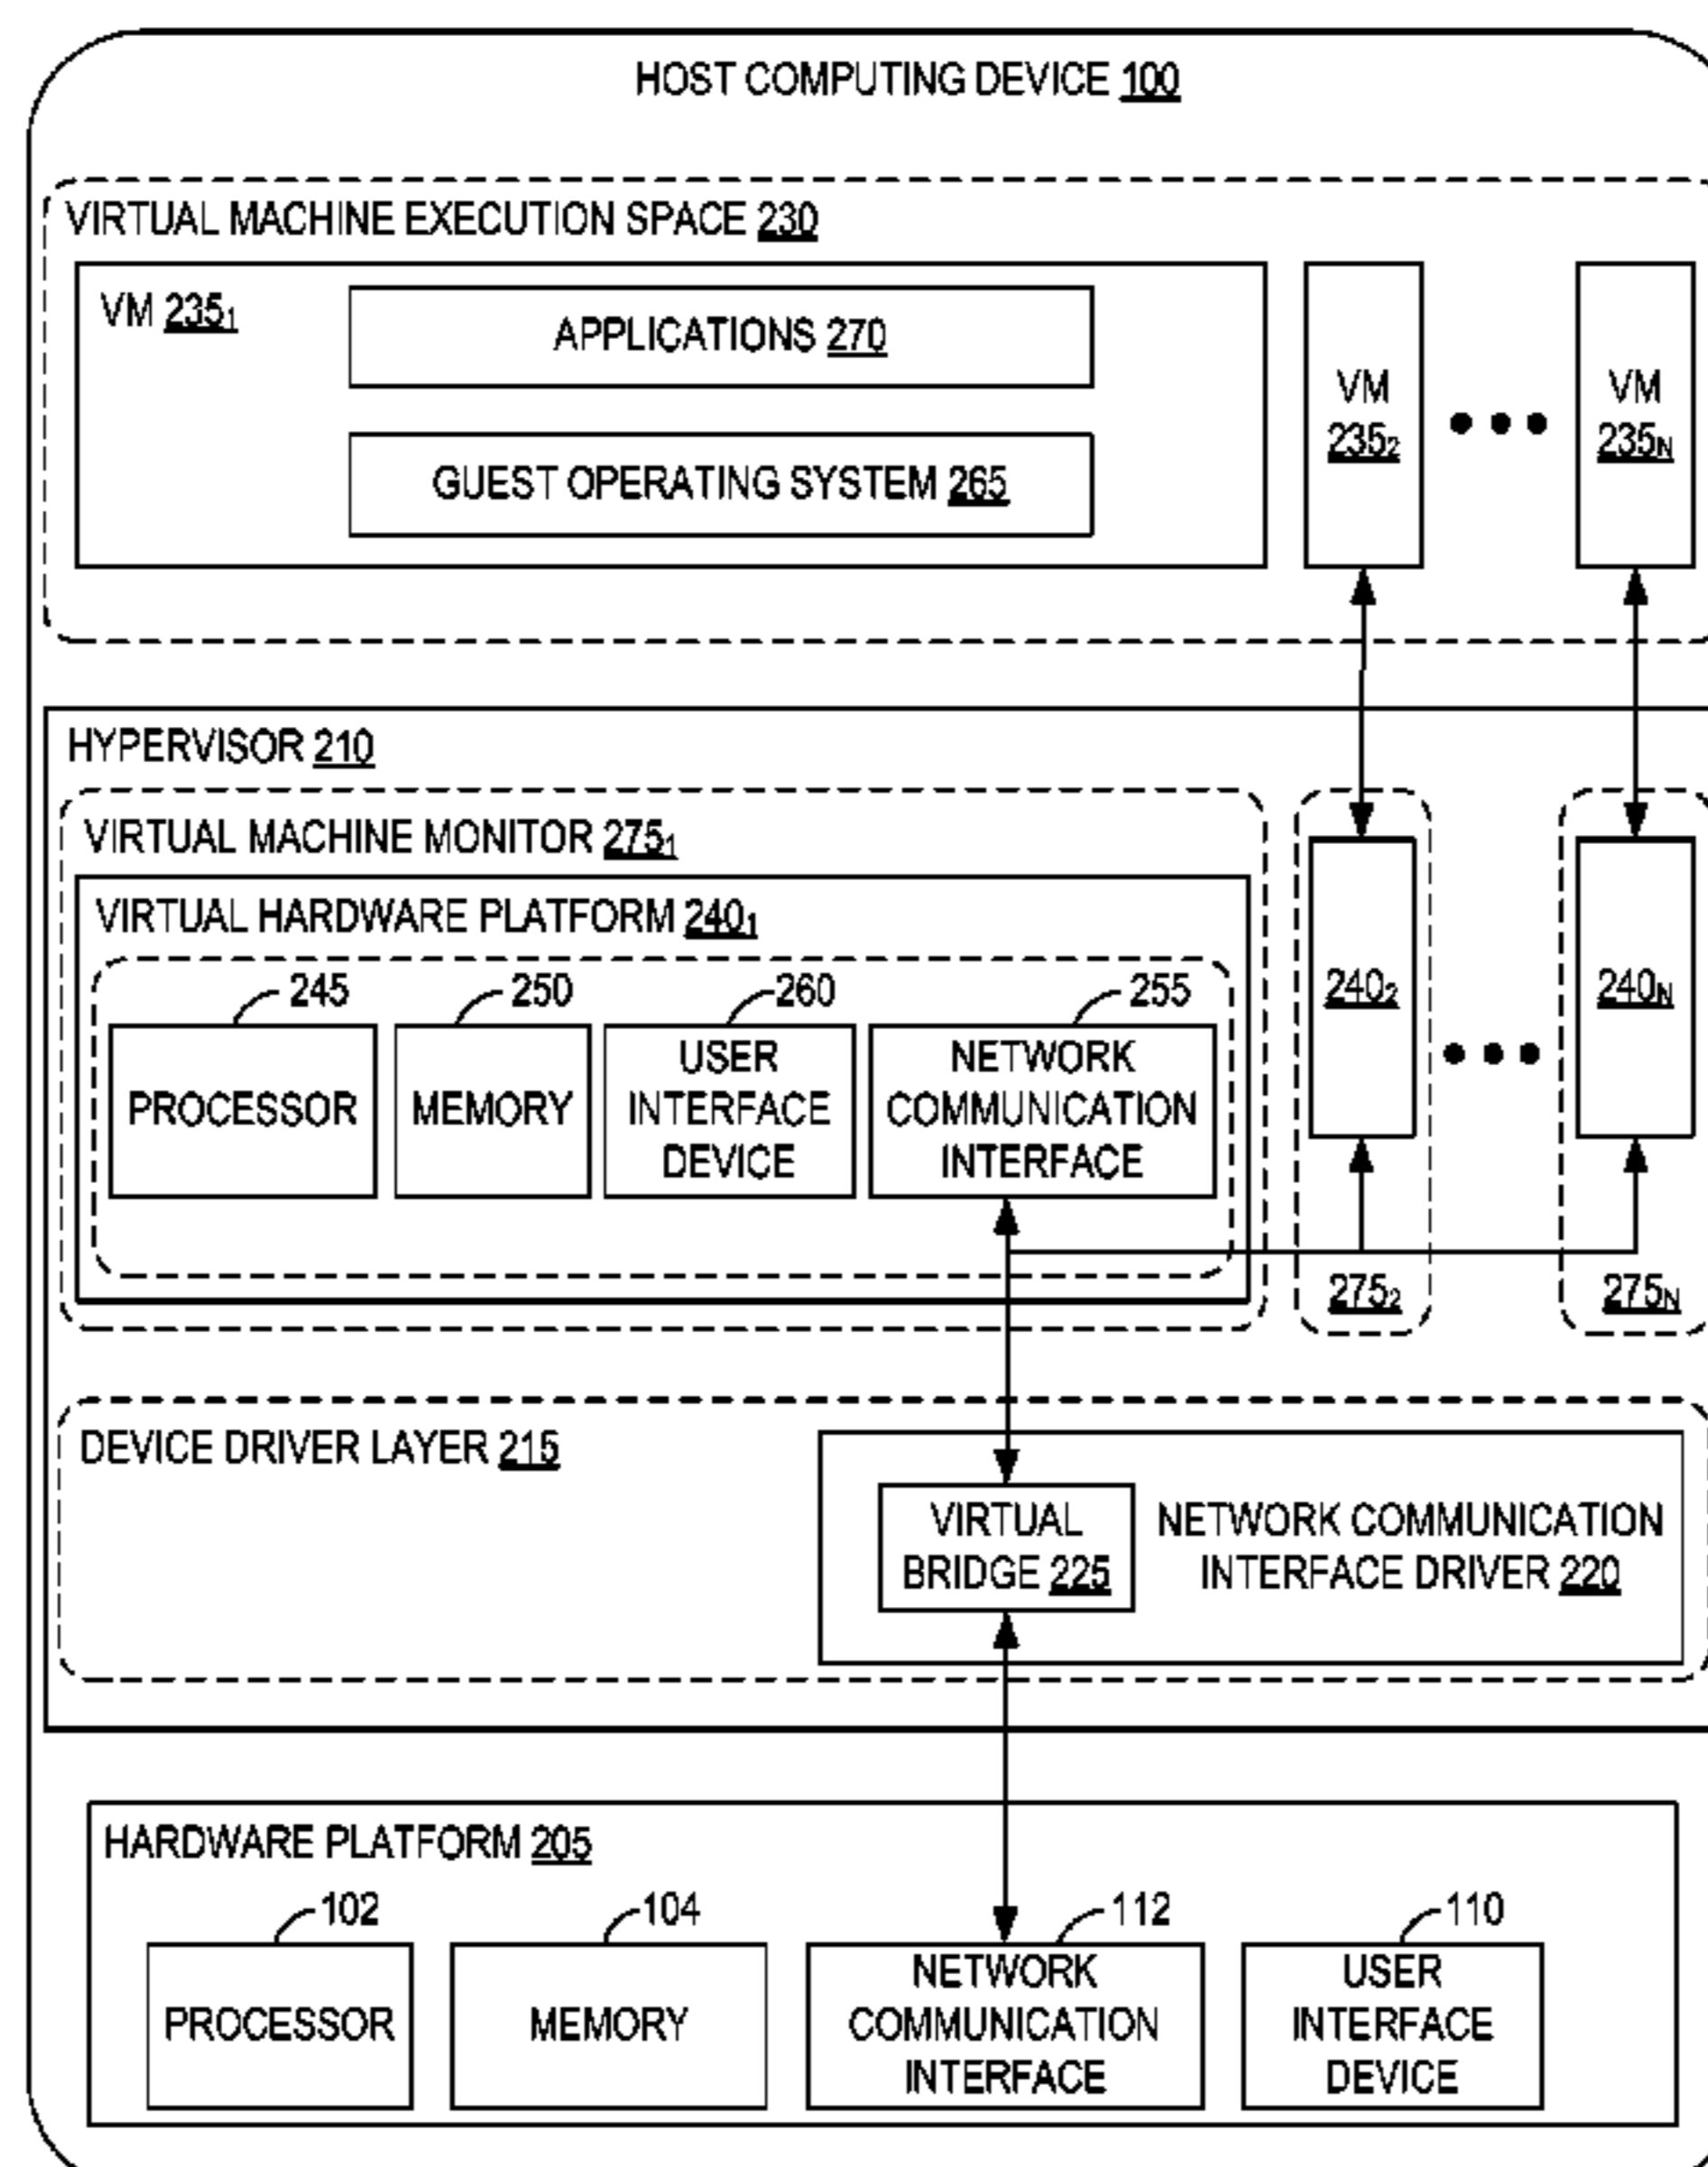 HOST COMPUTING DEVICE 100
VIRTUAL MACHINE EXECUTION SPACE 230
VM 235₁
APPLICATIONS 270
GUEST OPERATING SYSTEM 265
VM
235₂
VM
235ₙ
HYPERVISOR 210
VIRTUAL MACHINE MONITOR 275₁
VIRTUAL HARDWARE PLATFORM 240₁
245
250
260
255
PROCESSOR
MEMORY
USER
INTERFACE
DEVICE
NETWORK
COMMUNICATION
INTERFACE
240₂
240ₙ
275₂
275ₙ
DEVICE DRIVER LAYER 215
VIRTUAL
BRIDGE 225
NETWORK COMMUNICATION
INTERFACE DRIVER 220
HARDWARE PLATFORM 205
102
104
112
110
PROCESSOR
MEMORY
NETWORK
COMMUNICATION
INTERFACE
USER
INTERFACE
DEVICE